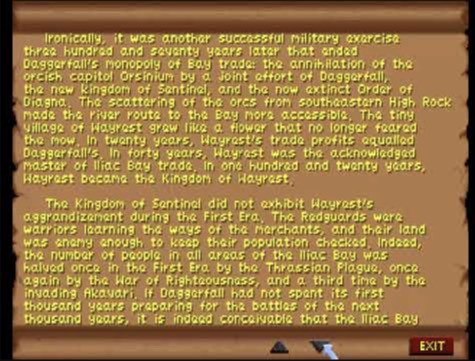 Ironically, it was another successful military exercise
three hundred and seventy years later that ended
Daggerfall's monopoly of Bay trade: the annihilation of the
orcish capitol Orsinium by a joint effort of Daggerfall,
the new kingdom of Sentinel, and the now extinct Order of
Diagna. The scattering of the orcs from southeastern High Rock
made the river route to the Bay more accessible. The tiny
village of Wayrest grew like a flower that no longer feared
the mow. In twenty years, Wayrest's trade profits equalled
Daggerfall's. In forty years, Wayrest was the acknowledged
master of Iliac Bay trade. In one hundred and twenty years,
Wayrest became the Kingdom of Wayrest.
The Kingdom of Sentinel did not exhibit Wayrest's
aggrandizement during the First Era. The Redguards were
warriors learning the ways of the merchants, and their land
was enemy enough to keep their population checked. Indeed,
the number of people in all areas of the Iliac Bay was
halved once in the First Era by the Thrassian Plague, once
again by the War of Righteousness, and a third time by the
invading Akavari. If Daggerfall had not spent its first
thousand years preparing for the battles of the next
thousand years, it is indeed conceivable that the Iliac Bay
EXIT